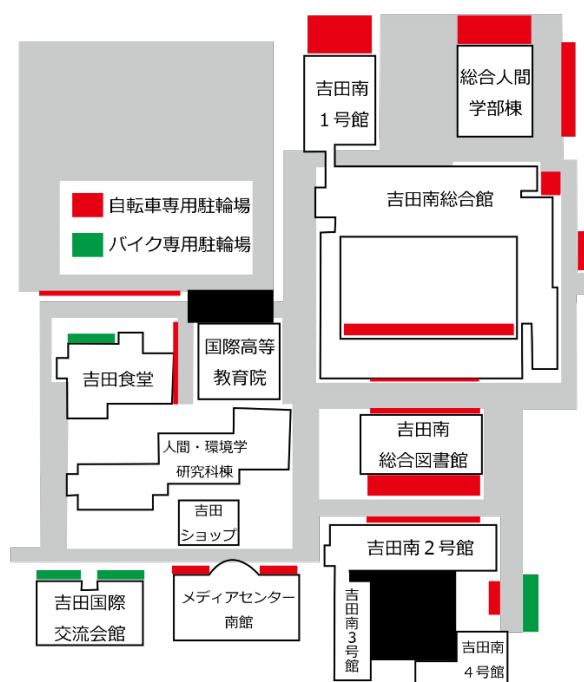 吉田南
１号館
総合人間
学部棟
自転車専用駐輪場
バイク専用駐輪場
吉田南総合館
国際高等
教育院
吉田食堂
吉田南
総合図書館
人間・環境学
研究科棟
吉田
ショップ
吉田南２号館
吉田国際
交流会館
メディアセンター
南館
吉田南３号館
吉田南
４号館